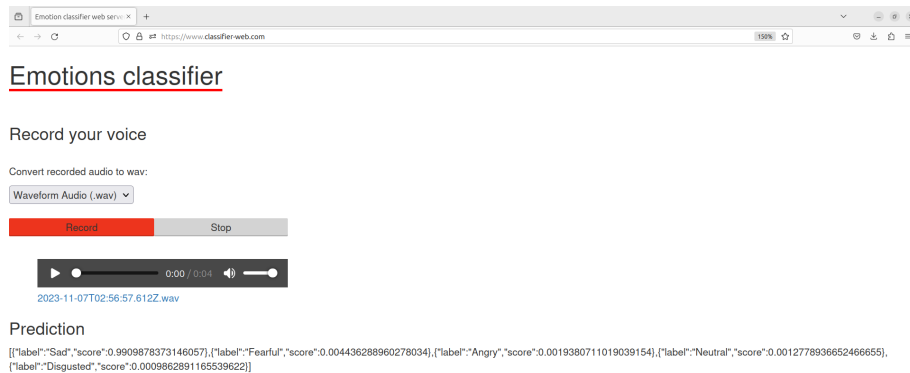 Emotion classifier web serve
https://www.classifier-web.com
150%
Emotions classifier
Record your voice
Convert recorded audio to wav:
Waveform Audio (.wav)
Record Stop
0:00 / 0:04
2023-11-07T02:56:57.612Z.wav
Prediction
[{"label":"Sad","score":0.9909878373146057},{"label":"Fearful","score":0.004436288960278034},{"label":"Angry","score":0.0019380711019039154},{"label":"Neutral","score":0.0012778936652466655},
{"label":"Disgusted","score":0.0009862891165539622}]